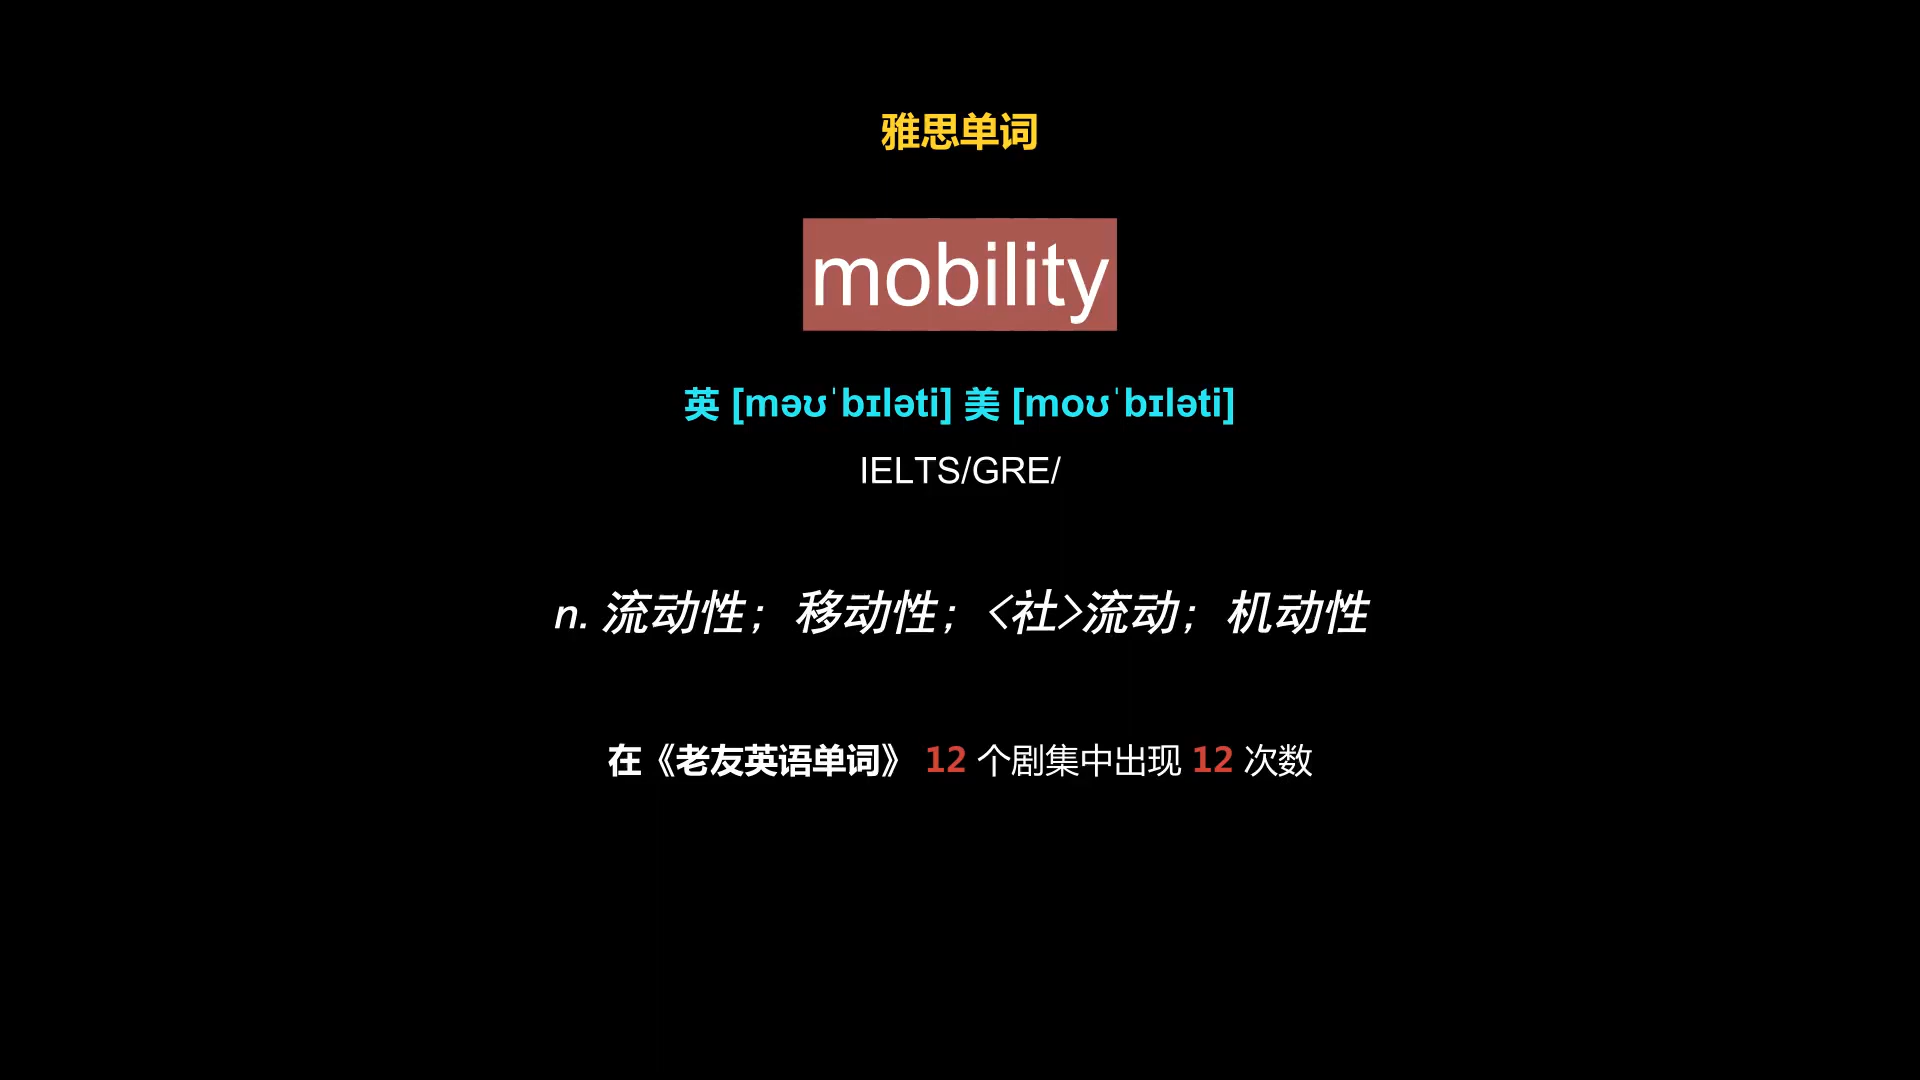 雅思单词
mobility
英 [məʊˈbɪləti] 美 [moʊˈbɪləti]
IELTS/GRE/
n. 流动性；移动性；<社>流动；机动性
在《老友英语单词》 12 个剧集中出现 12 次数